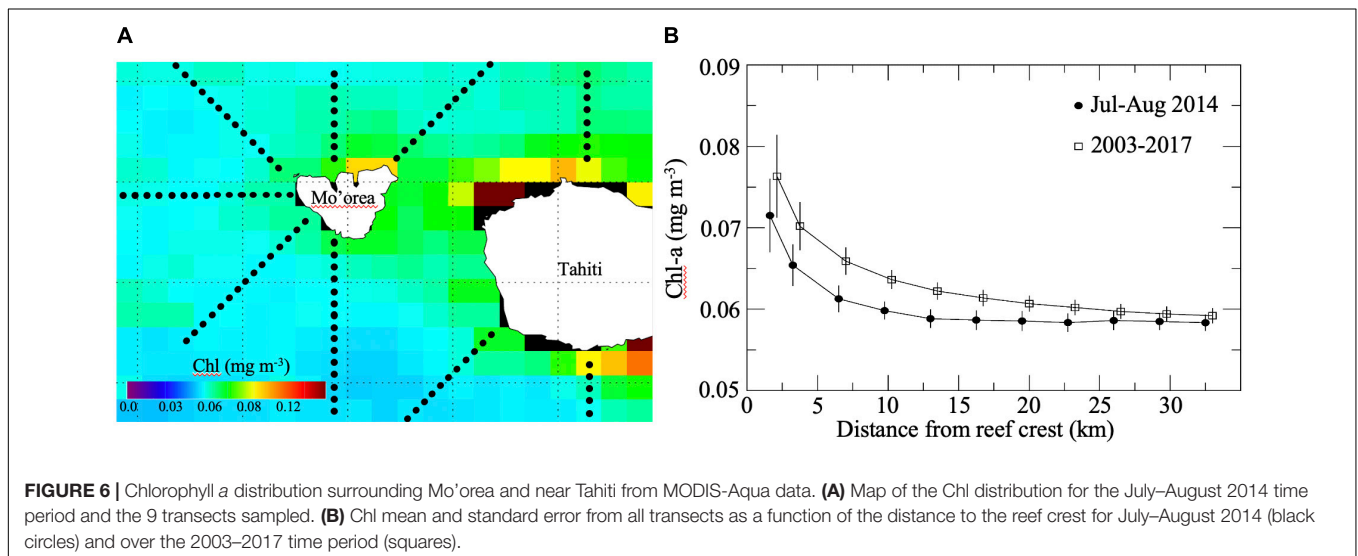 A
Mo'orea
Tahiti
Chl (mg m-3)
0.0 0.03 0.06 0.08 0.12
B
0.09
0.08
0.07
0.06
0.05
Chl-a (mg m-3)
Jul-Aug 2014
2003-2017
0 5 10 15 20 25 30
Distance from reef crest (km)
FIGURE 6 | Chlorophyll a distribution surrounding Mo'orea and near Tahiti from MODIS-Aqua data. (A) Map of the Chl distribution for the July–August 2014 time
period and the 9 transects sampled. (B) Chl mean and standard error from all transects as a function of the distance to the reef crest for July–August 2014 (black
circles) and over the 2003–2017 time period (squares).